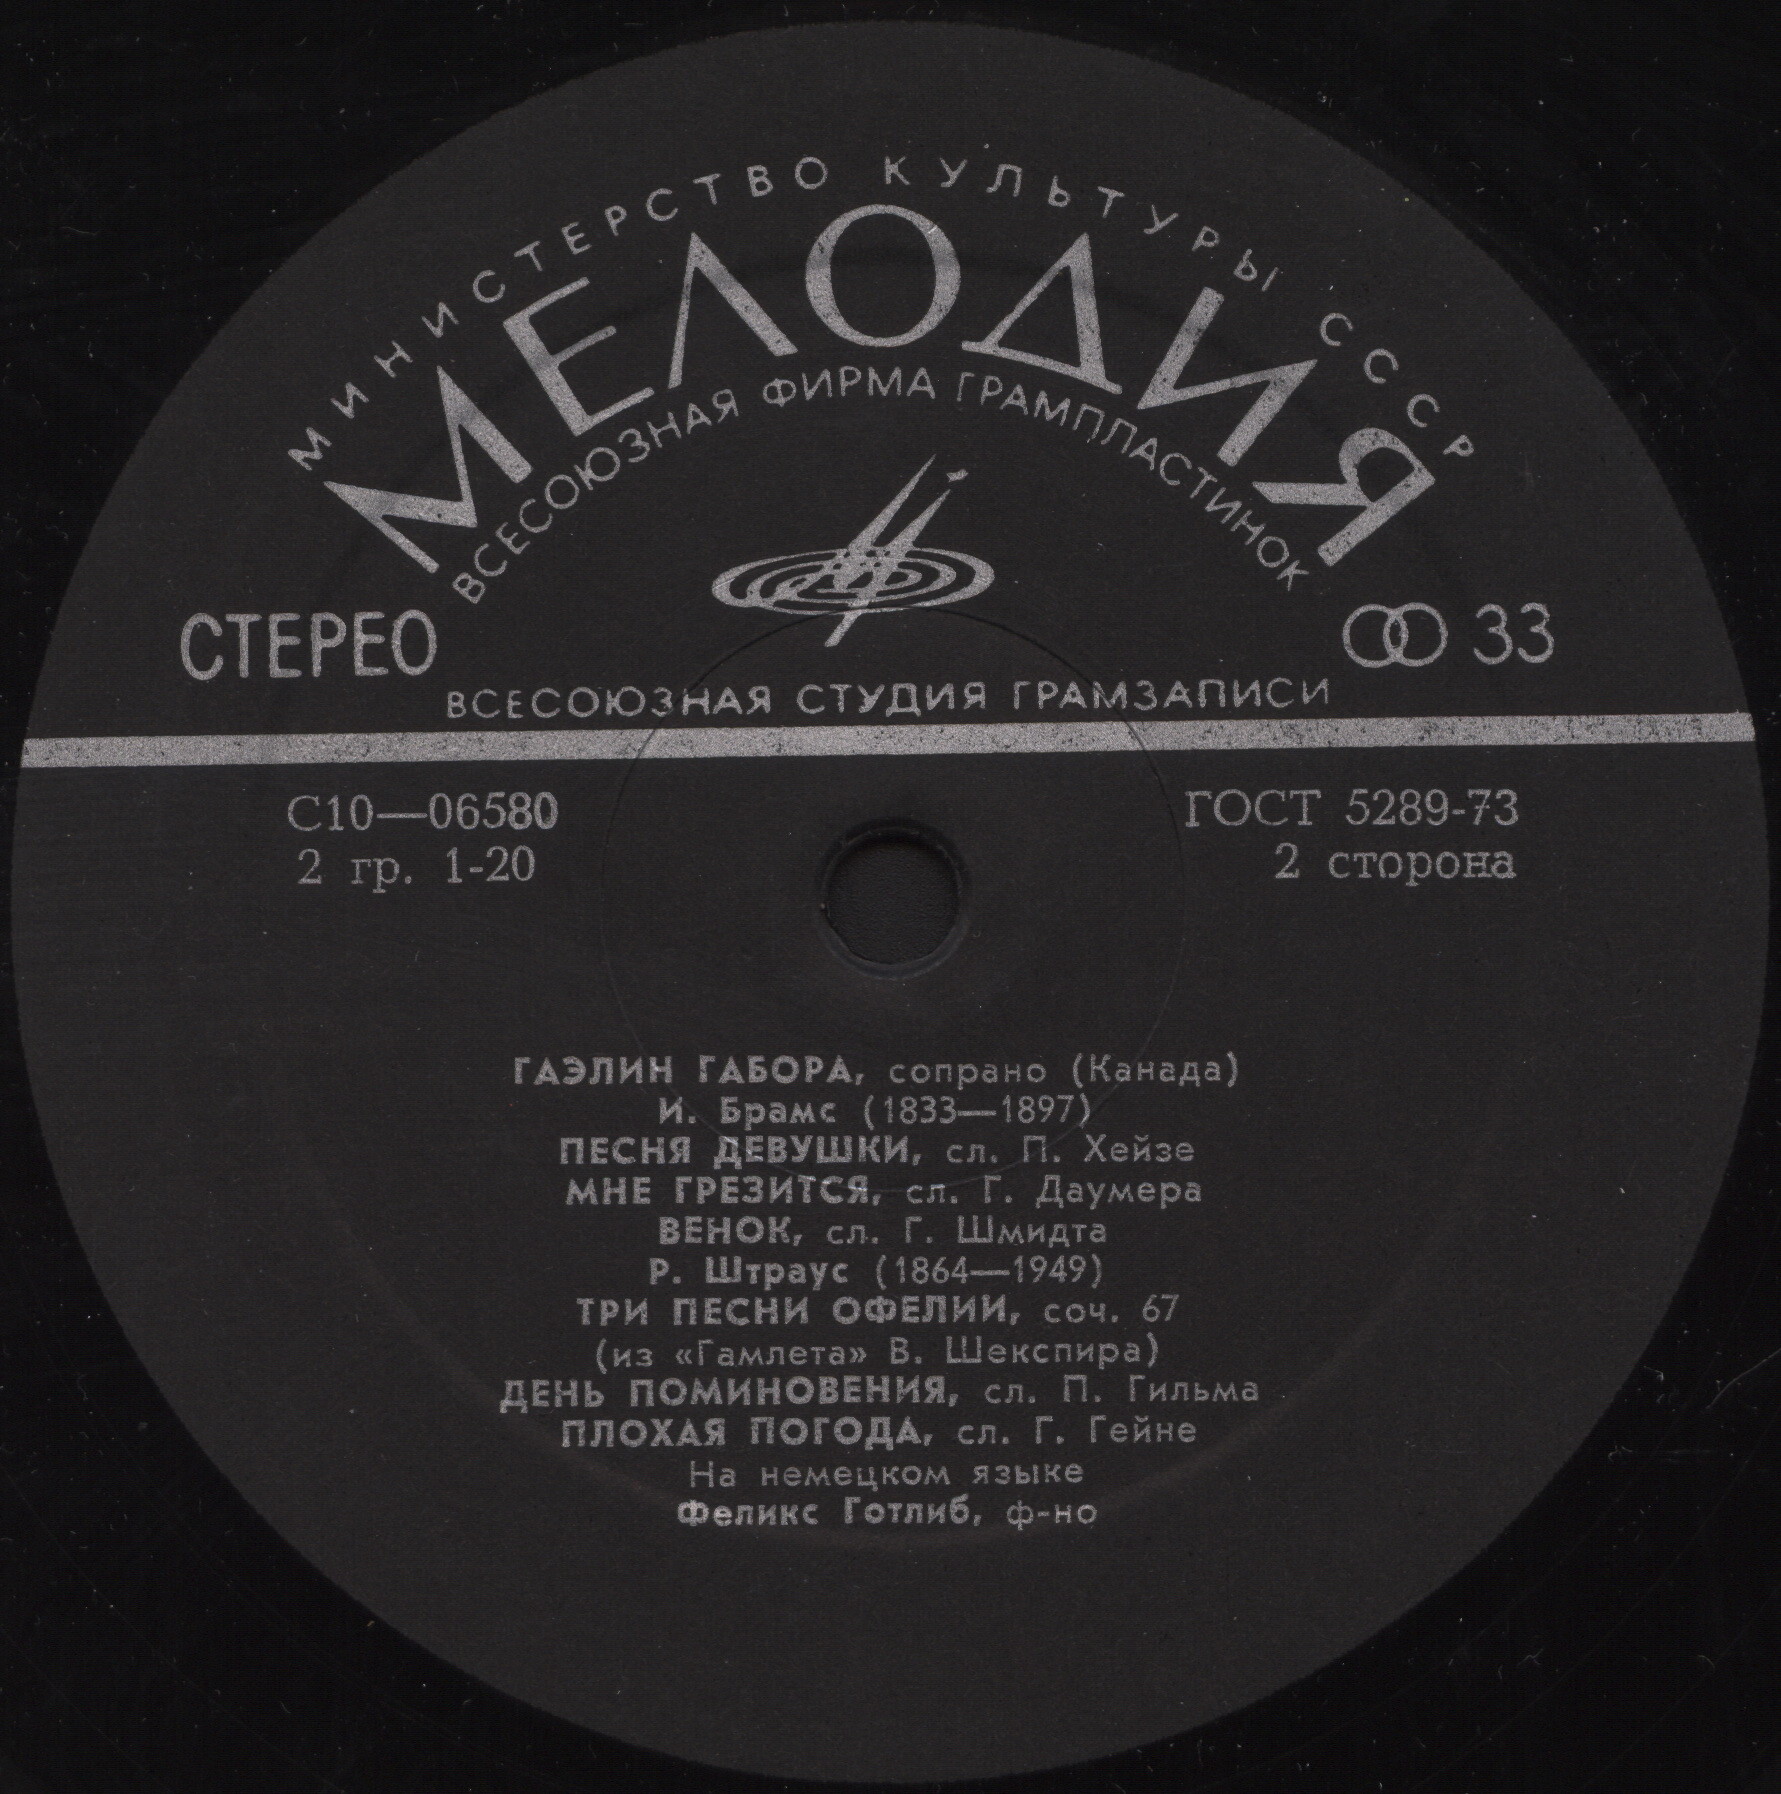 МИНИСТЕРСТВО КУЛЬТУРЫ СССР
МЕЛОДИЯ
ВСЕСОЮЗНАЯ ФИРМА ГРАМПЛАСТИНОК
СТЕРЕО
33
ВСЕСОЮЗНАЯ СТУДИЯ ГРАМЗАПИСИ
С10—06580
ГОСТ 5289-73
2 гр. 1-20
2 сторона
ГАЭЛИН ГАБОРА, сопрано (Канада)
И. Брамс (1833—1897)
ПЕСНЯ ДЕВУШКИ, сл. П. Хейзе
МНЕ ГРЕЗИТСЯ, сл. Г. Даумера
ВЕНОК, сл. Г. Шмидта
Р. Штраус (1864—1949)
ТРИ ПЕСНИ ОФЕЛИИ, соч. 67
(из «Гамлета» В. Шекспира)
ДЕНЬ ПОМИНОВЕНИЯ, сл. П. Гильма
ПЛОХАЯ ПОГОДА, сл. Г. Гейне
На немецком языке
Феликс Готлиб, ф-но